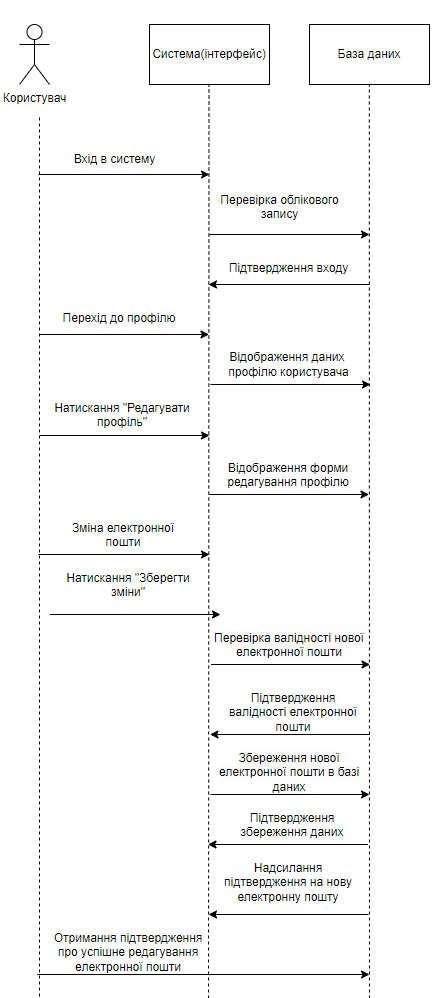 Користувач
Система(інтерфейс)
База даних
Вхід в систему
Перевірка облікового
запису
Підтвердження входу
Перехід до профілю
Відображення даних
профілю користувача
Натискання "Редагувати
профіль"
Відображення форми
редагування профілю
Зміна електронної
пошти
Натискання "Зберегти
зміни"
Перевірка валідності нової
електронної пошти
Підтвердження
валідності електронної
пошти
Збереження нової
електронної пошти в базі
даних
Підтвердження
збереження даних
Надсилання
підтвердження на нову
електронну пошту
Отримання підтвердження
про успішне редагування
електронної пошти